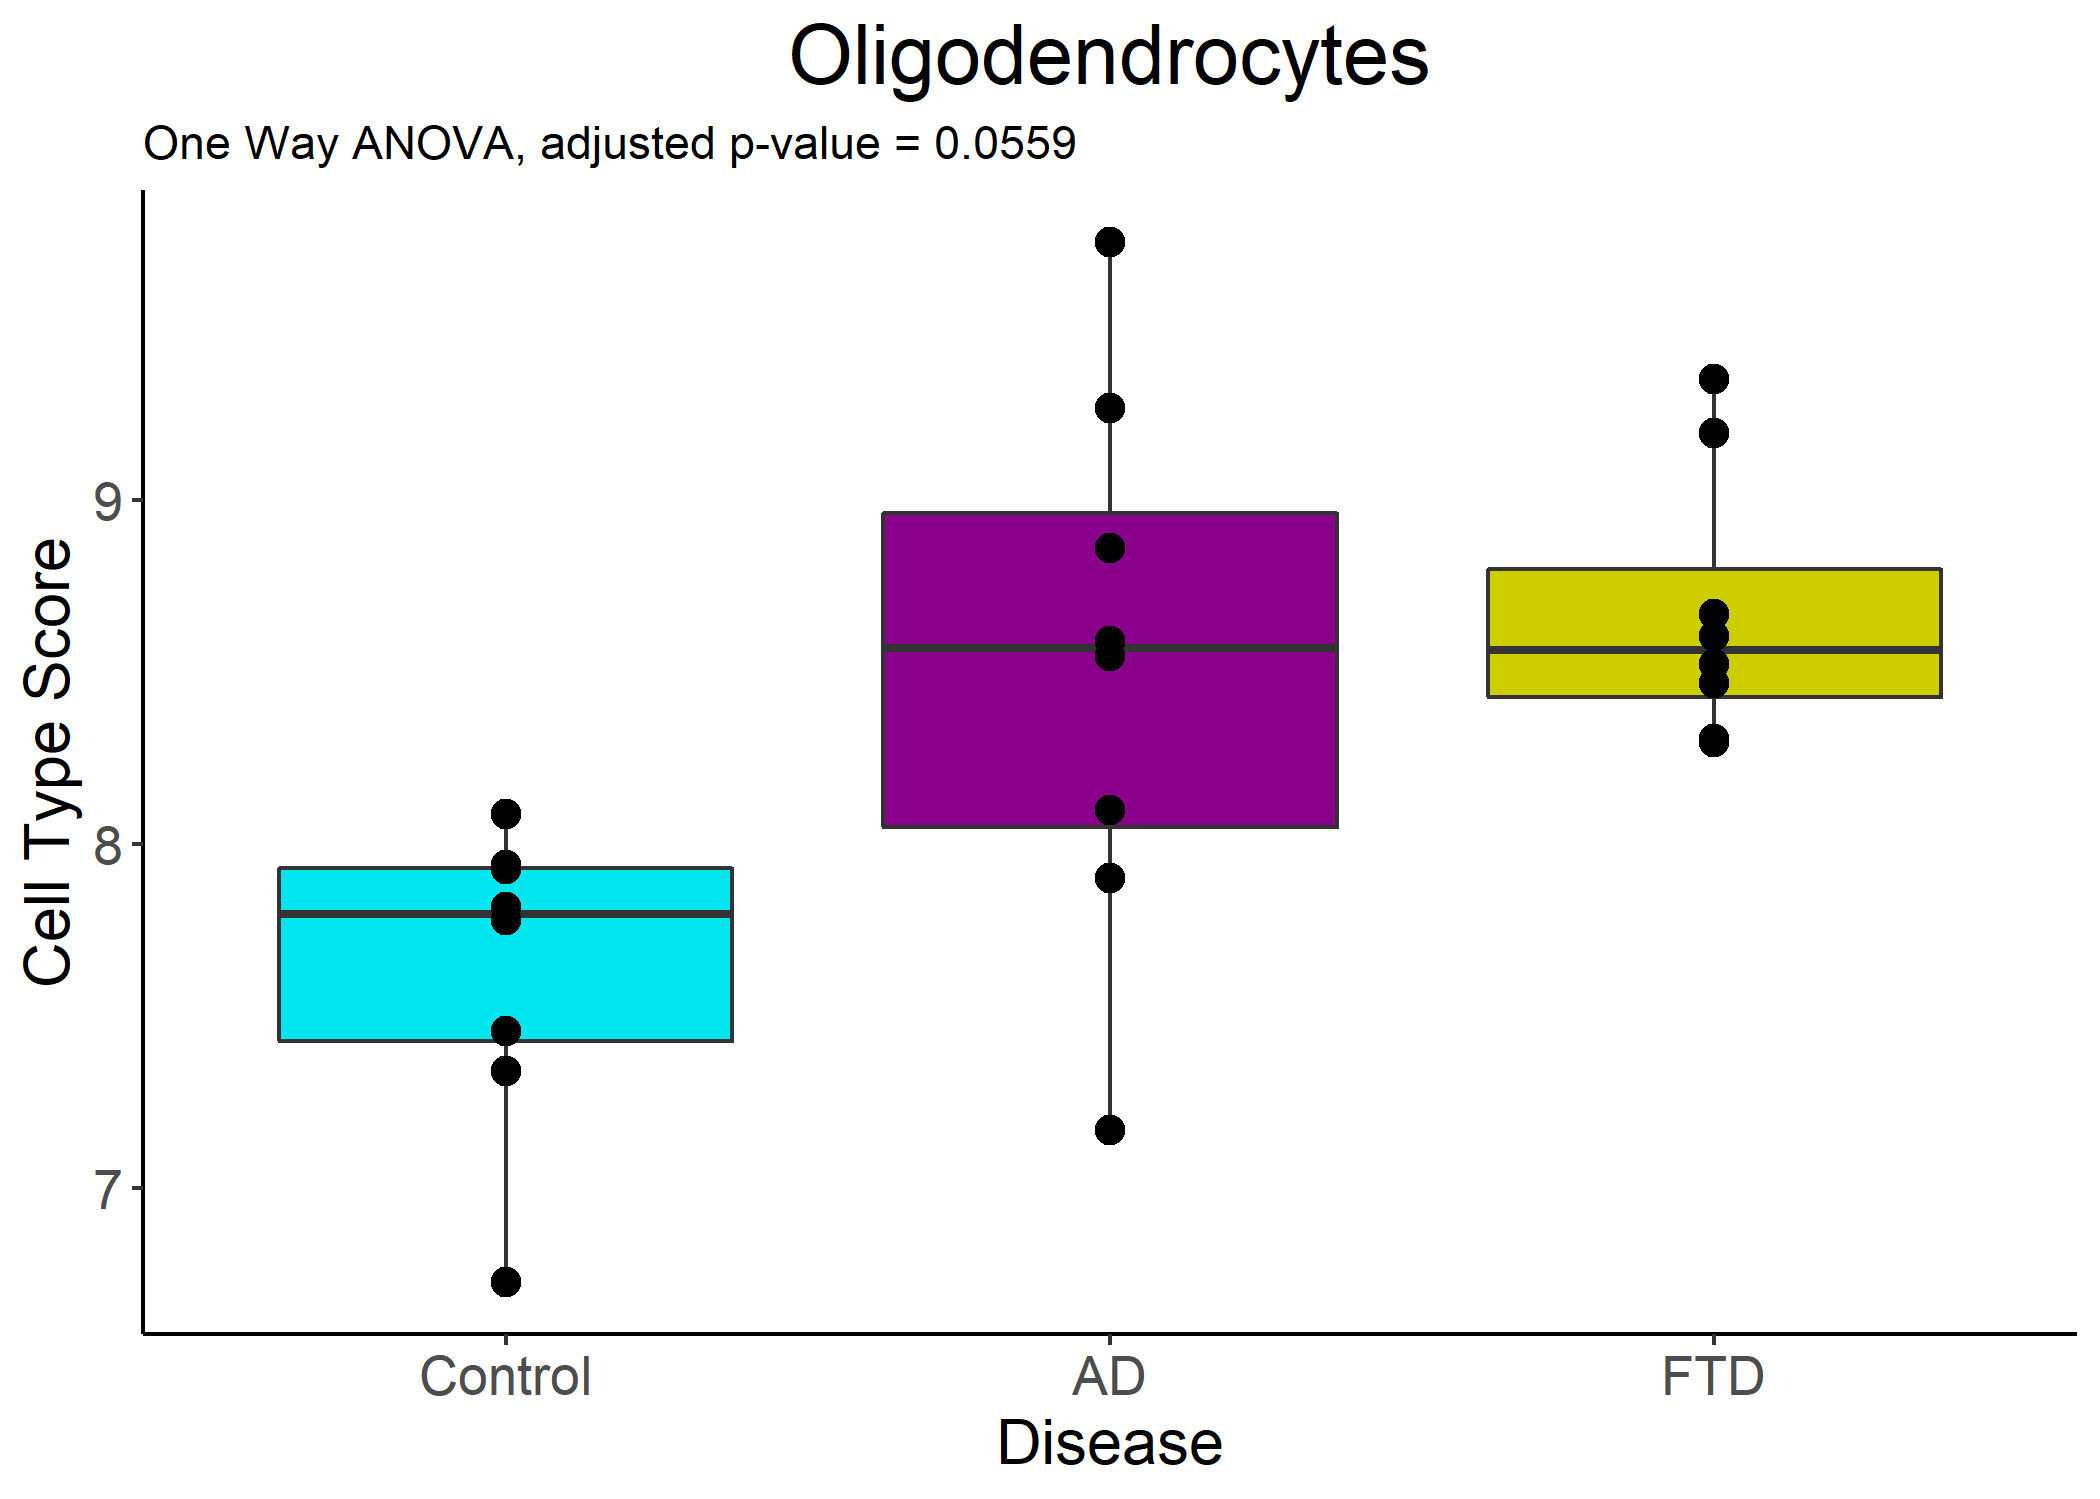 Oligodendrocytes
One Way ANOVA, adjusted p-value = 0.0559
Cell Type Score
9
8
7
Control AD FTD
Disease